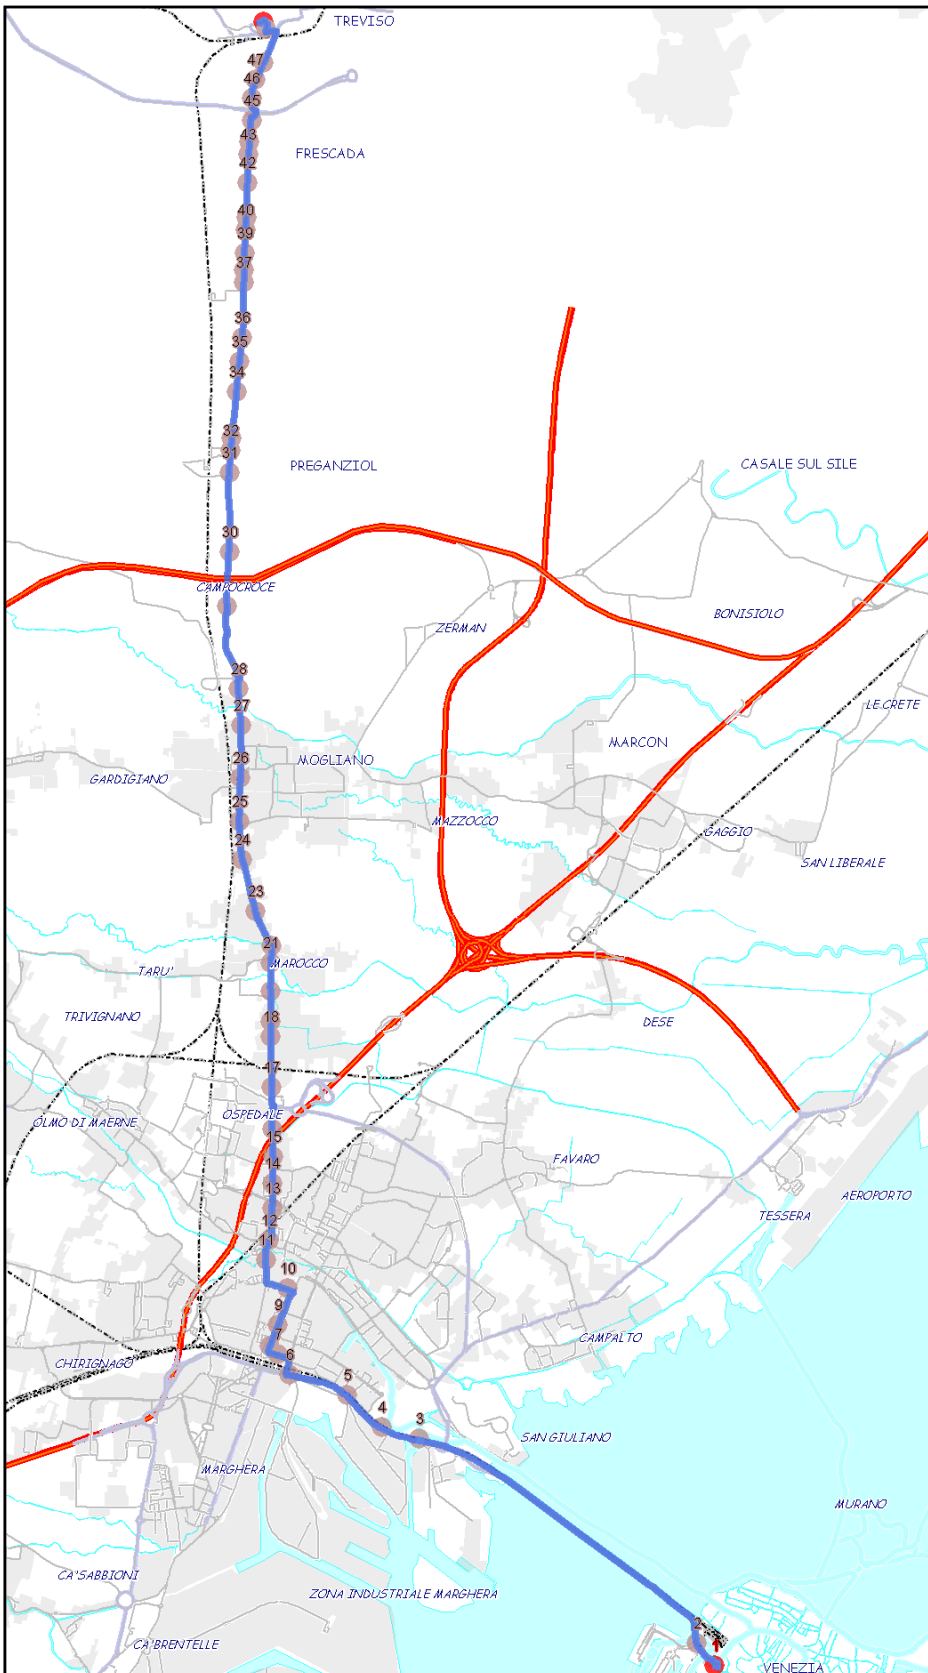 TREVISO
47
46
45
43
FRESCADA
42
40
39
37
36
35
34
32
31
PREGANZIOL
CASALE SUL SILE
30
CAMPOCROCE
BONISIOLO
ZERMAN
28
27
LE CRETE
MARCON
26
MOGLIANO
GARDIGIANO
25
MAZZOCCO
GAGGIO
24
SAN LIBERALE
23
21
MAROCCO
TARU'
TRIVIGNANO
18
DESE
17
OSPEDALE
OLMO DI MAERNE
15
14
FAVARO
13
AEROPORTO
12
TESSERA
11
10
9
7
CAMPALTO
6
CHIRIGNAGO
5
4
3
SAN GIULIANO
MARGHERA
MURANO
CA'SABBIONI
ZONA INDUSTRIALE MARGHERA
2
CA'BRENTELLE
1
VENEZIA